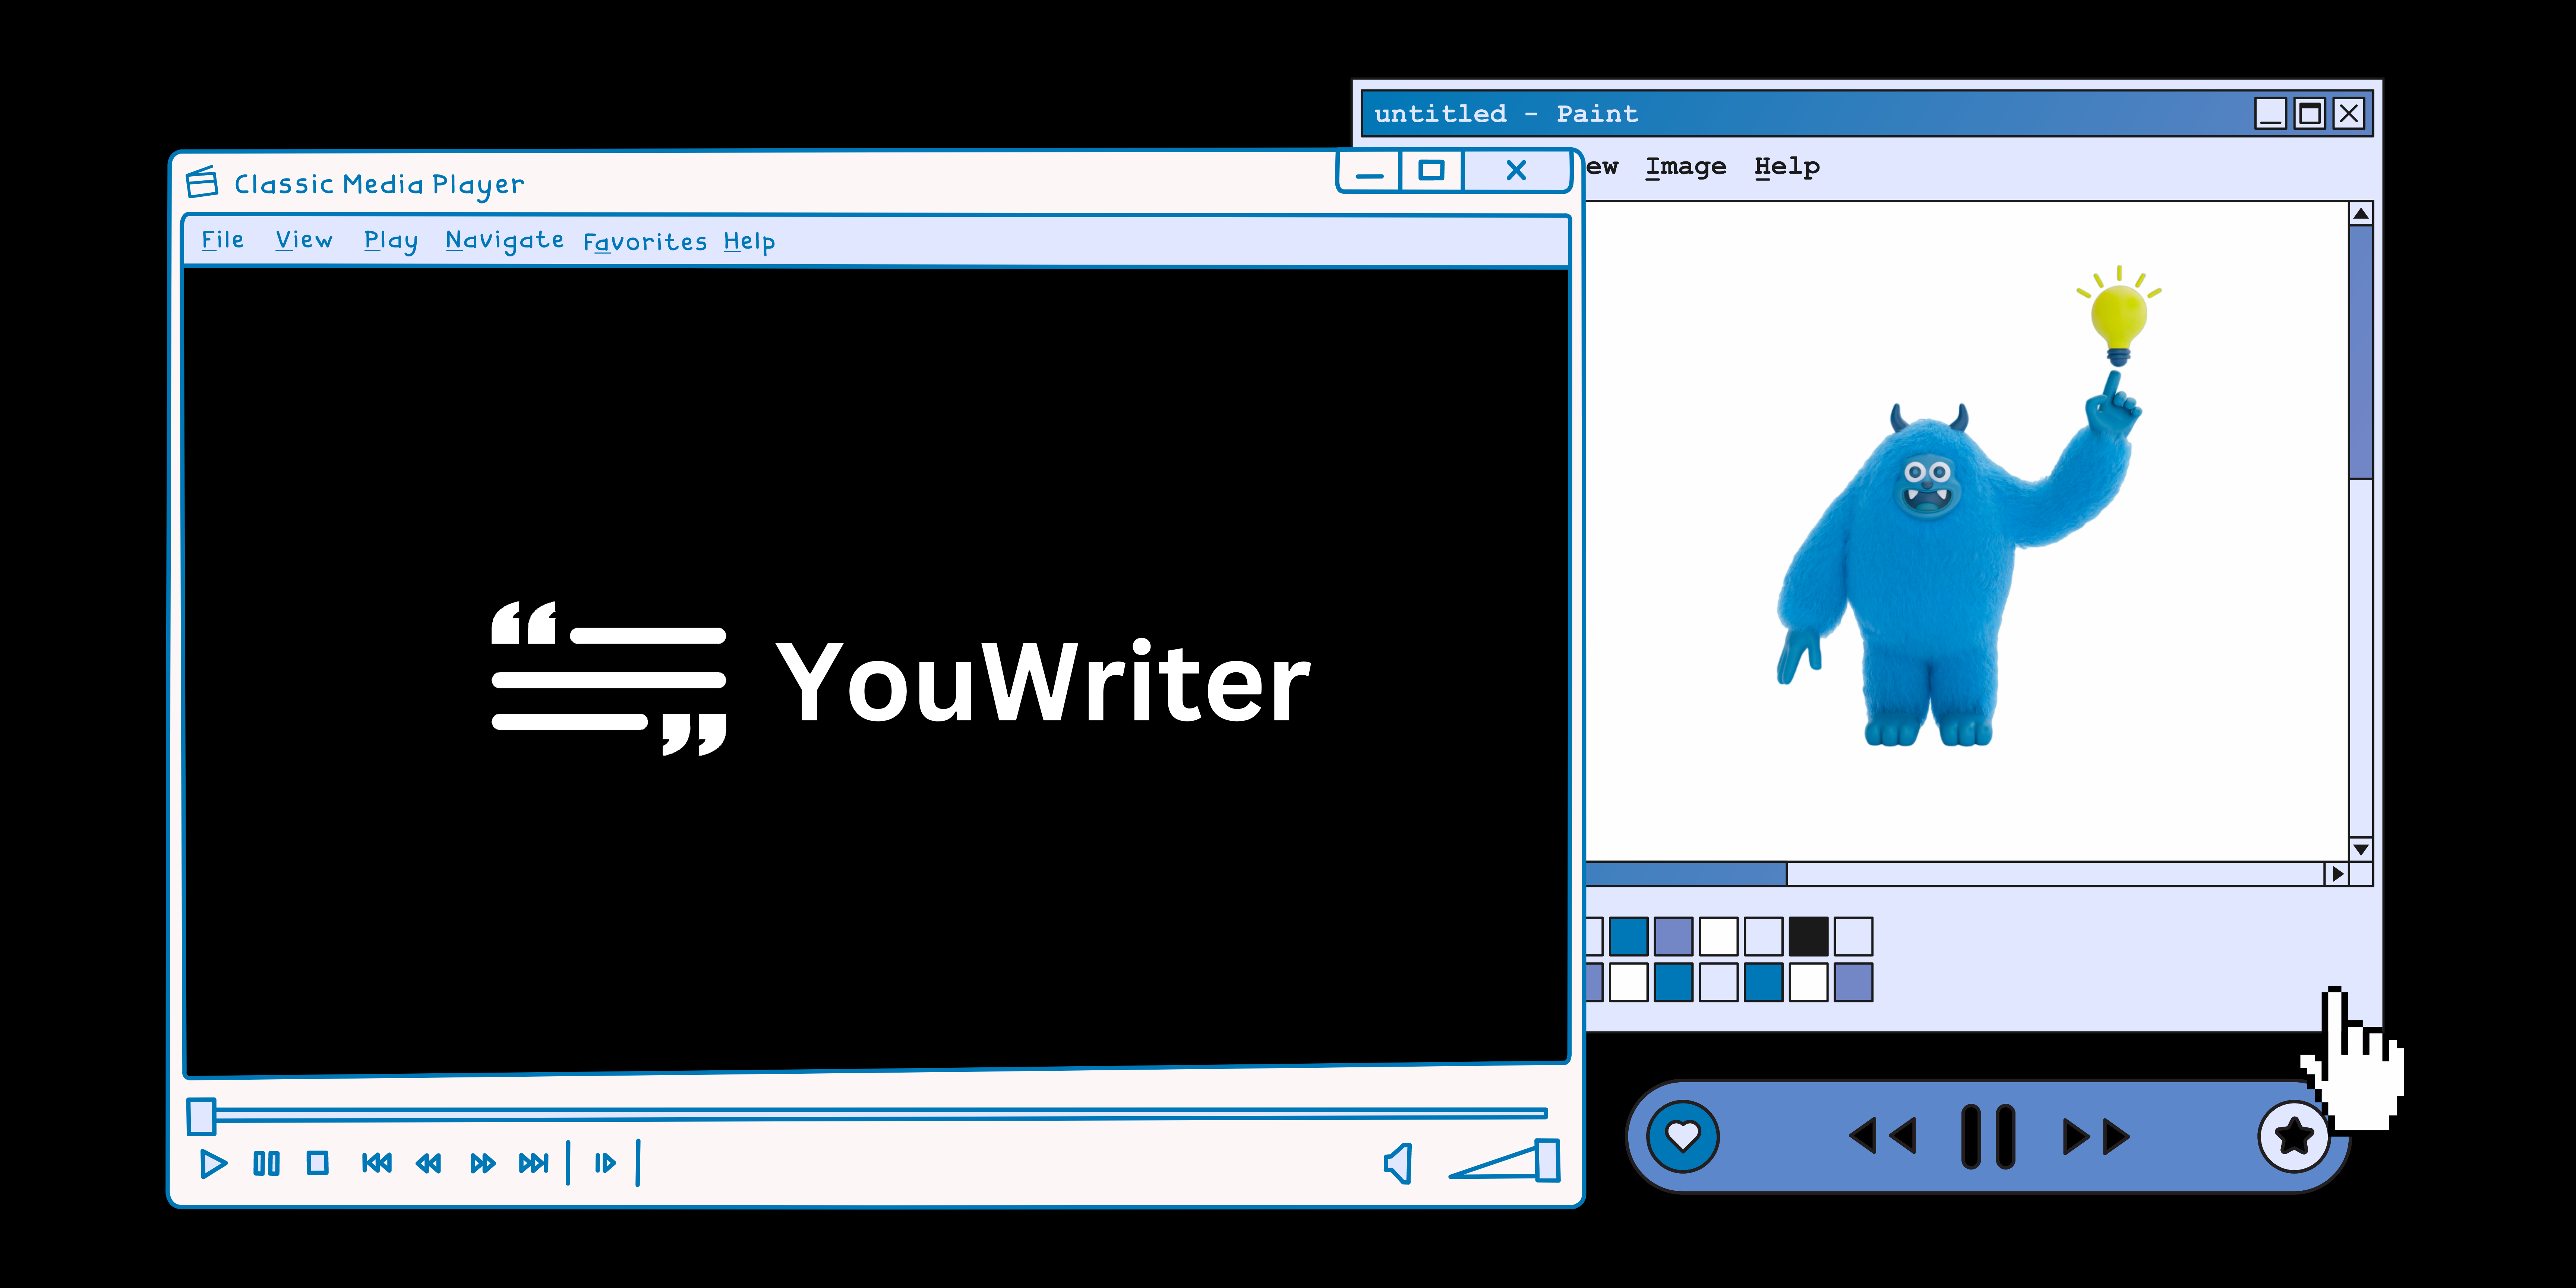 untitled - Paint
ew Image Help
Classic Media Player
File View Play Navigate Favorites Help
YouWriter